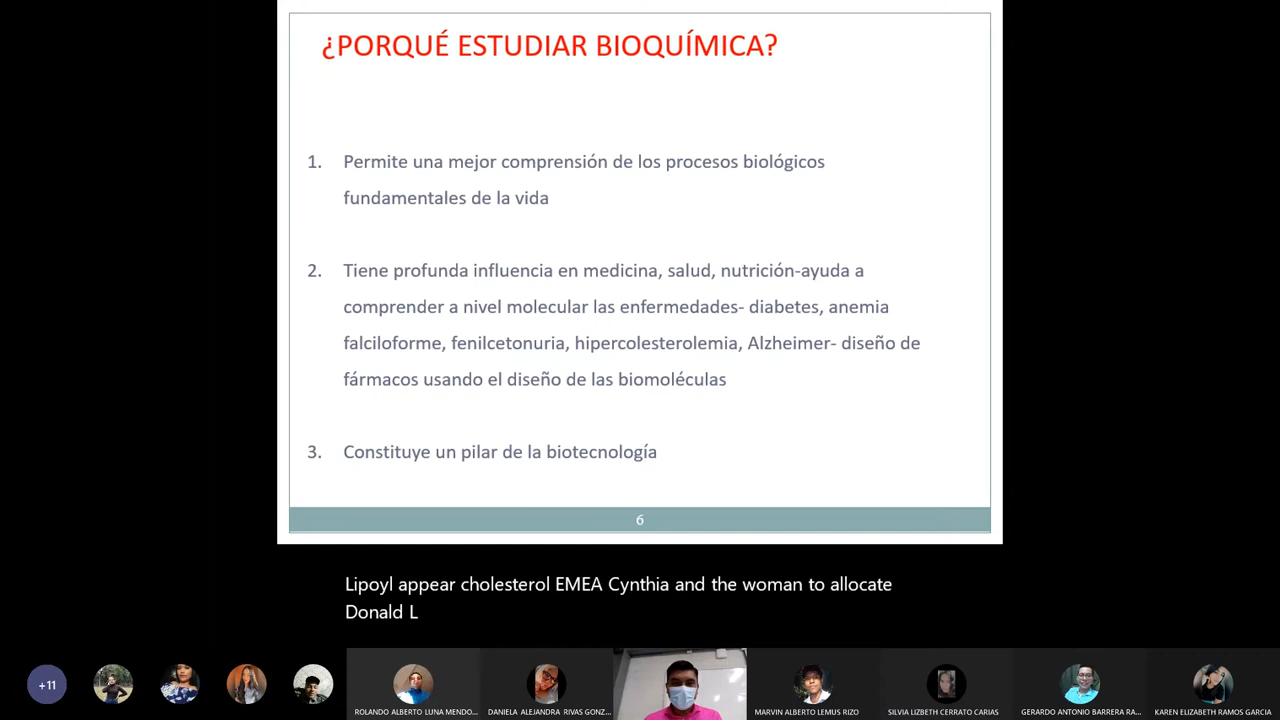 ¿PORQUÉ ESTUDIAR BIOQUÍMICA?
1. Permite una mejor comprensión de los procesos biológicos
fundamentales de la vida
2. Tiene profunda influencia en medicina, salud, nutrición-ayuda a
comprender a nivel molecular las enfermedades- diabetes, anemia
falciloforme, fenilcetonuria, hipercolesterolemia, Alzheimer- diseño de
fármacos usando el diseño de las biomoléculas
3. Constituye un pilar de la biotecnología
6
Lipoyl appear cholesterol EMEA Cynthia and the woman to allocate
Donald L
+11
ROLANDO ALBERTO LUNA MENDO...
DANIELA ALEJANDRA RIVAS GONZ...
MARVIN ALBERTO LEMUS RIZO
SILVIA LIZBETH CERRATO CARIAS
GERARDO ANTONIO BARRERA RA...
KAREN ELIZABETH RAMOS GARCIA